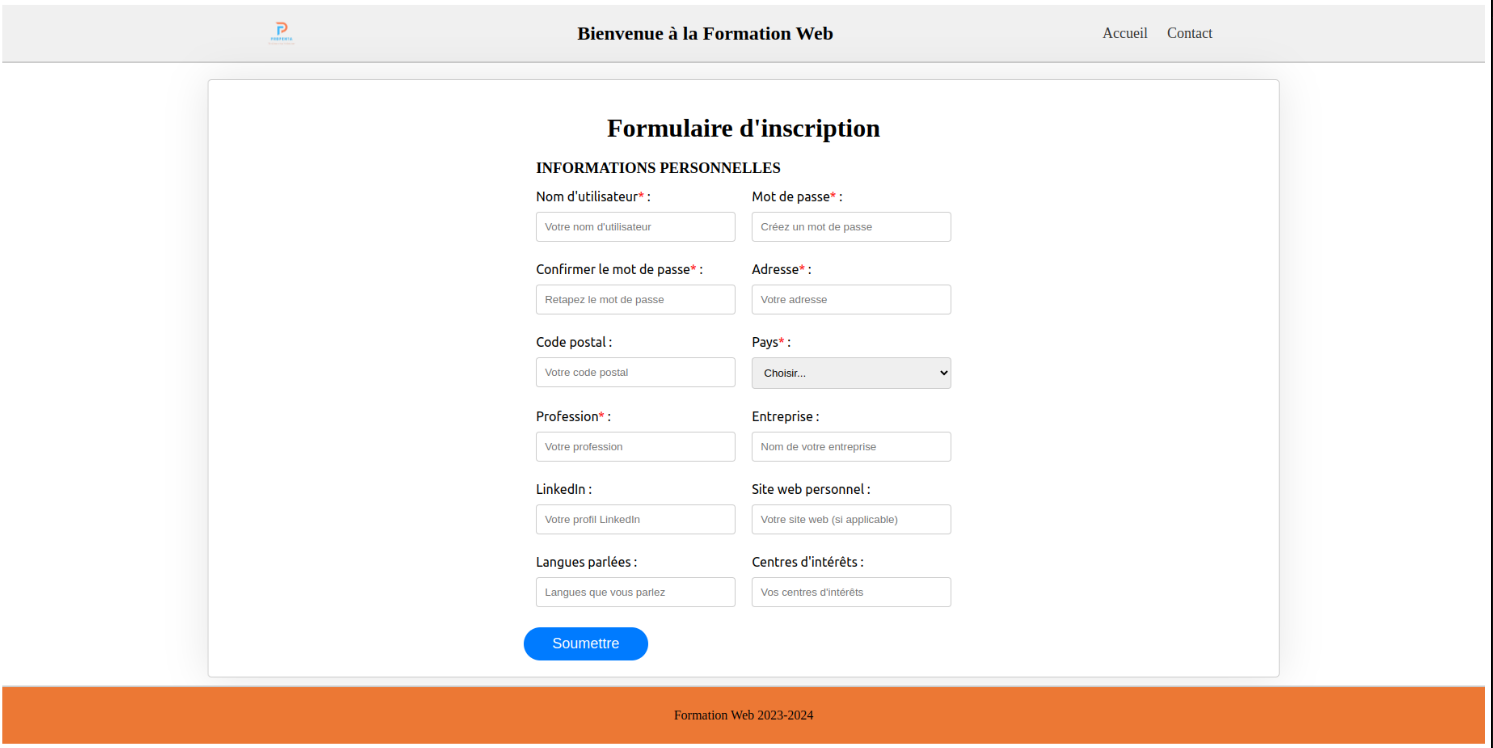 Bienvenue à la Formation Web
Accueil Contact
Formulaire d'inscription
INFORMATIONS PERSONNELLES
Nom d'utilisateur* : Mot de passe* :
Votre nom d'utilisateur Créez un mot de passe
Confirmer le mot de passe* : Adresse* :
Retapez le mot de passe Votre adresse
Code postal : Pays* :
Votre code postal Choisir...
Profession* : Entreprise :
Votre profession Nom de votre entreprise
LinkedIn : Site web personnel :
Votre profil LinkedIn Votre site web (si applicable)
Langues parlées : Centres d'intérêts :
Langues que vous parlez Vos centres d'intérêts
Soumettre
Formation Web 2023-2024